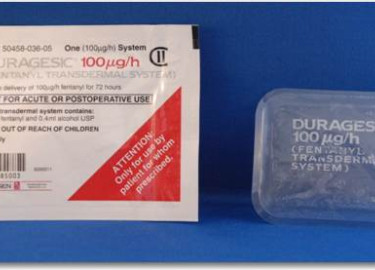 50458-036-05 One (100µg/h) System
URAGESIC® 100µg/h CII
FENTANYL TRANSDERMAL SYSTEM)
delivery of 100µg/h fentanyl for 72 hours
FOR ACUTE OR POSTOPERATIVE USE
transdermal system contains:
fentanyl and 0.4ml alcohol USP
OUT OF REACH OF CHILDREN
ly
ATTENTION:
Only for use by
patient for whom
prescribed.
DURAGESIC
100 µg/h
(FENTANYL
TRANSDERMAL
SYSTEM)